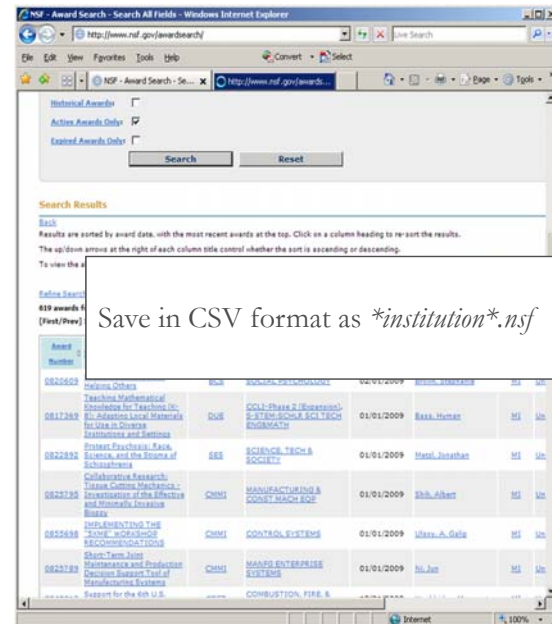 NSF - Award Search - Search All Fields - Windows Internet Explorer
http://www.nsf.gov/awardsearch/
Live Search
File Edit View Favorites Tools Help
Convert
Select
NSF - Award Search - Se...
http://www.nsf.gov/awards...
Page
Tools
Historical Awards:
Active Awards Only:
Expired Awards Only:
Search Reset
Search Results
Back
Results are sorted by award date, with the most recent awards at the top. Click on a column heading to re-sort the results.
The up/down arrows at the right of each column title control whether the sort is ascending or descending.
To view the a
Refine Search
619 awards f
[First/Prev]
Save in CSV format as *institution*.nsf
Award
Number
0820609 Helping Others BCS SOCIAL PSYCHOLOGY 02/01/2009 Brown, Stephanie MI Un
Teaching Mathematical
Knowledge for Teaching (K-
8): Adapting Local Materials
for Use in Diverse
Institutions and Settings
0817369 DUE CCLI-Phase 2 (Expansion),
S-STEM:SCHLR SCI TECH
ENG&MATH
01/01/2009 Bass, Hyman MI Un
0822892 Protest Psychosis: Race,
Science, and the Stigma of
Schizophrenia
SES SCIENCE, TECH &
SOCIETY
01/01/2009 Metzl, Jonathan MI Un
0825795 Collaborative Research:
Tissue Cutting Mechanics -
Investigation of the Effective
and Minimally Invasive
Biopsy
CMMI MANUFACTURING &
CONST MACH EQP
01/01/2009 Shih, Albert MI Un
0855698 IMPLEMENTING THE
"5XME" WORKSHOP
RECOMMENDATIONS
CMMI CONTROL SYSTEMS 01/01/2009 Ulsoy, A. Galip MI Un
0825789 Short-Term Joint
Maintenance and Production
Decision Support Tool of
Manufacturing Systems
CMMI MANFG ENTERPRISE
SYSTEMS
01/01/2009 Ni, Jun MI Un
Support for the 6th U.S.
COMBUSTION, FIRE, &
Internet
100%